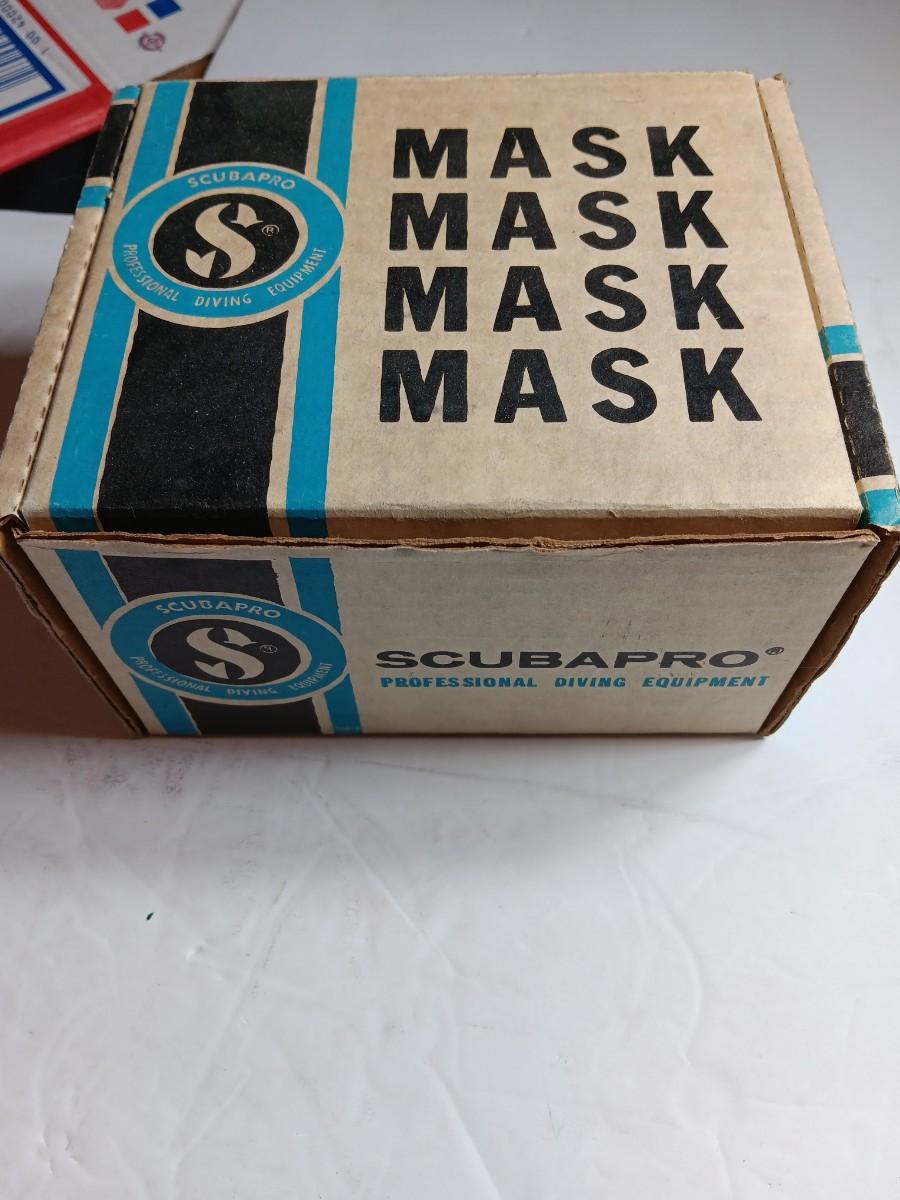 SCUBAPRO
S®
PROFESSIONAL DIVING EQUIPMENT
MASK
MASK
MASK
MASK
SCUBAPRO
S®
PROFESSIONAL DIVING EQUIPMENT
SCUBAPRO®
PROFESSIONAL DIVING EQUIPMENT